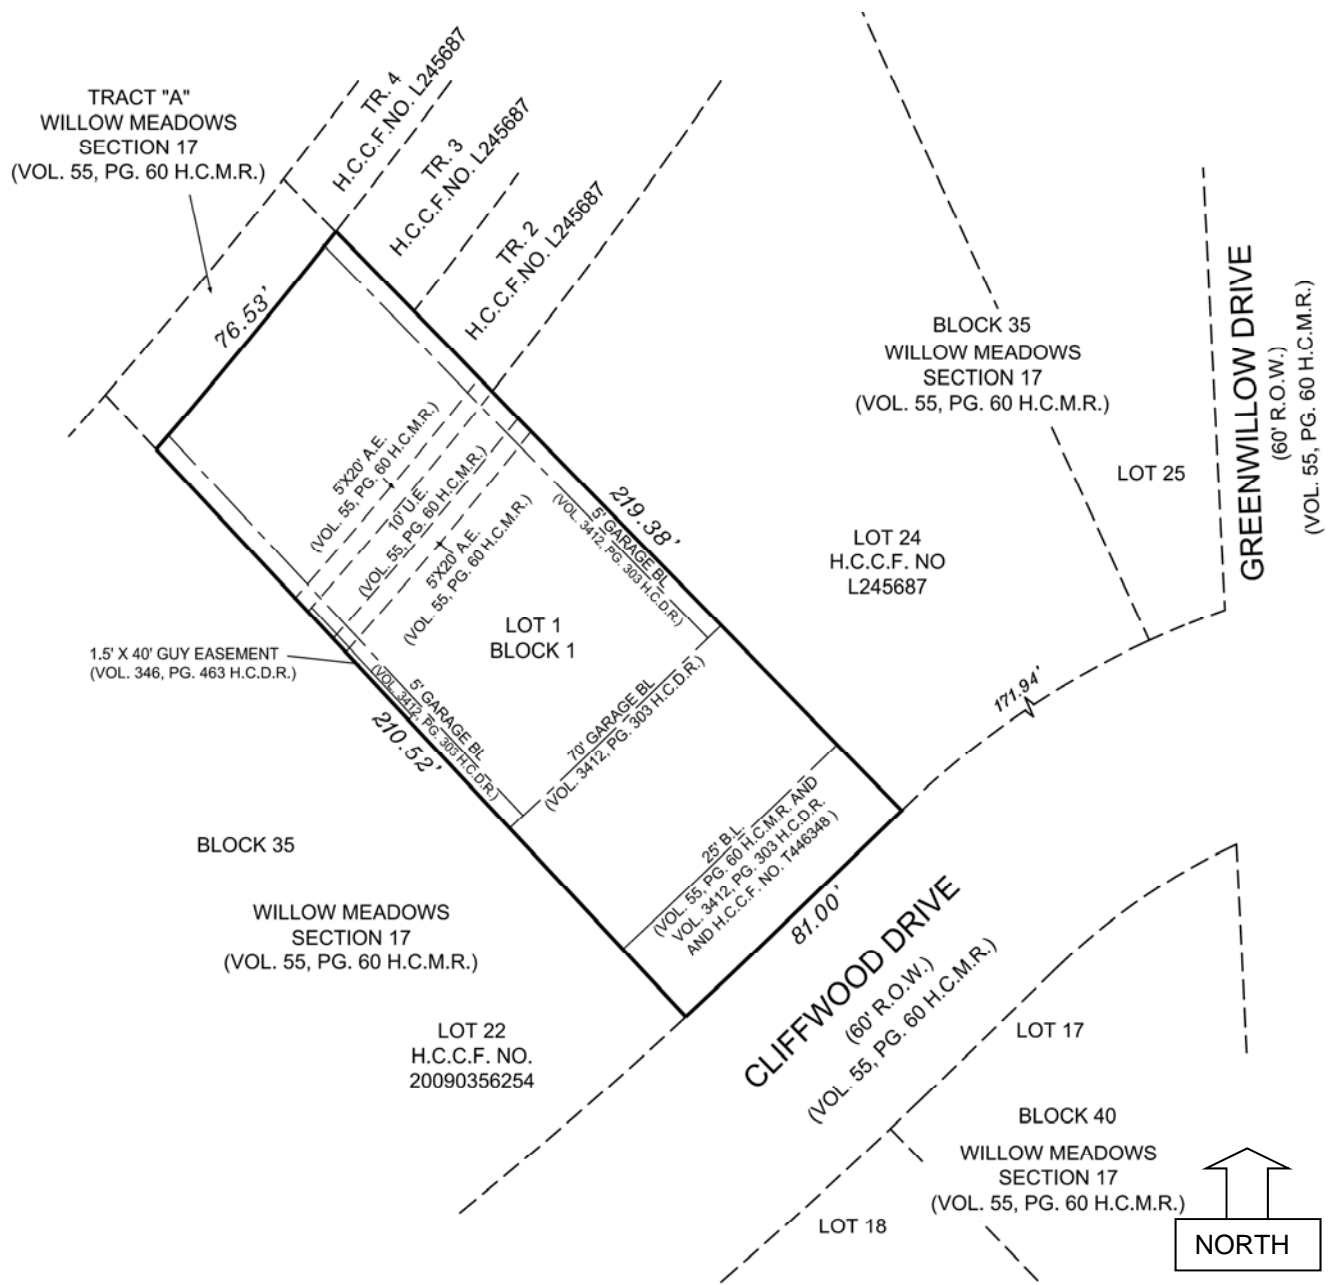 TRACT "A"
WILLOW MEADOWS
SECTION 17
(VOL. 55, PG. 60 H.C.M.R.)
TR. 4
H.C.C.F.NO. L245687
TR. 3
H.C.C.F.NO. L245687
TR. 2
H.C.C.F.NO. L245687
76.53'
BLOCK 35
WILLOW MEADOWS
SECTION 17
(VOL. 55, PG. 60 H.C.M.R.)
GREENWILLOW DRIVE
(60' R.O.W.)
(VOL. 55, PG. 60 H.C.M.R.)
LOT 25
LOT 24
H.C.C.F. NO
L245687
5'X20' A.E.
(VOL. 55, PG. 60 H.C.M.R.)
10' U.E.
(VOL. 55, PG. 60 H.C.M.R.)
5'X20' A.E.
(VOL. 55, PG. 60 H.C.M.R.)
219.38'
5' GARAGE BL
(VOL. 3412, PG. 303 H.C.D.R.)
LOT 1
BLOCK 1
1.5' X 40' GUY EASEMENT
(VOL. 346, PG. 463 H.C.D.R.)
5' GARAGE BL
(VOL. 3412, PG. 303 H.C.D.R.)
210.52'
70' GARAGE BL
(VOL. 3412, PG. 303 H.C.D.R.)
171.94'
25' B.L.
(VOL. 55, PG. 60 H.C.M.R. AND
VOL. 3412, PG. 303 H.C.D.R.
AND H.C.C.F. NO. T446348 )
81.00'
BLOCK 35
WILLOW MEADOWS
SECTION 17
(VOL. 55, PG. 60 H.C.M.R.)
LOT 22
H.C.C.F. NO.
20090356254
CLIFFWOOD DRIVE
(60' R.O.W.)
(VOL. 55, PG. 60 H.C.M.R.)
LOT 17
BLOCK 40
WILLOW MEADOWS
SECTION 17
(VOL. 55, PG. 60 H.C.M.R.)
LOT 18
NORTH